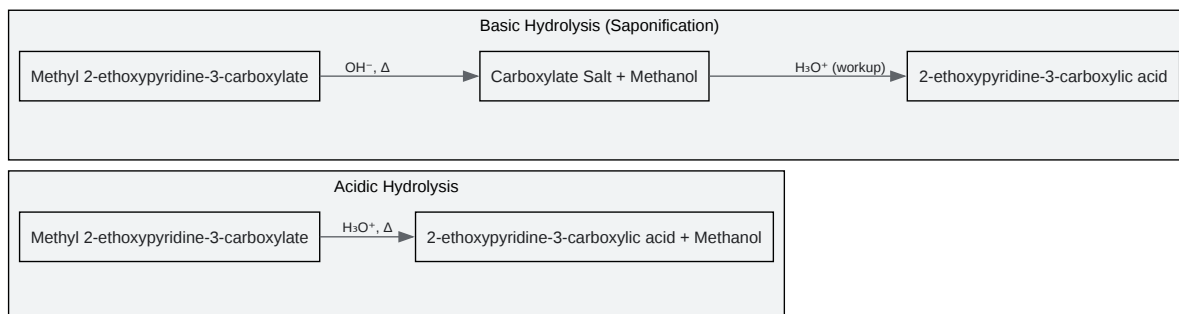 Basic Hydrolysis (Saponification)
Methyl 2-ethoxypyridine-3-carboxylate
OH⁻, Δ
Carboxylate Salt + Methanol
H₃O⁺ (workup)
2-ethoxypyridine-3-carboxylic acid
Acidic Hydrolysis
Methyl 2-ethoxypyridine-3-carboxylate
H₃O⁺, Δ
2-ethoxypyridine-3-carboxylic acid + Methanol